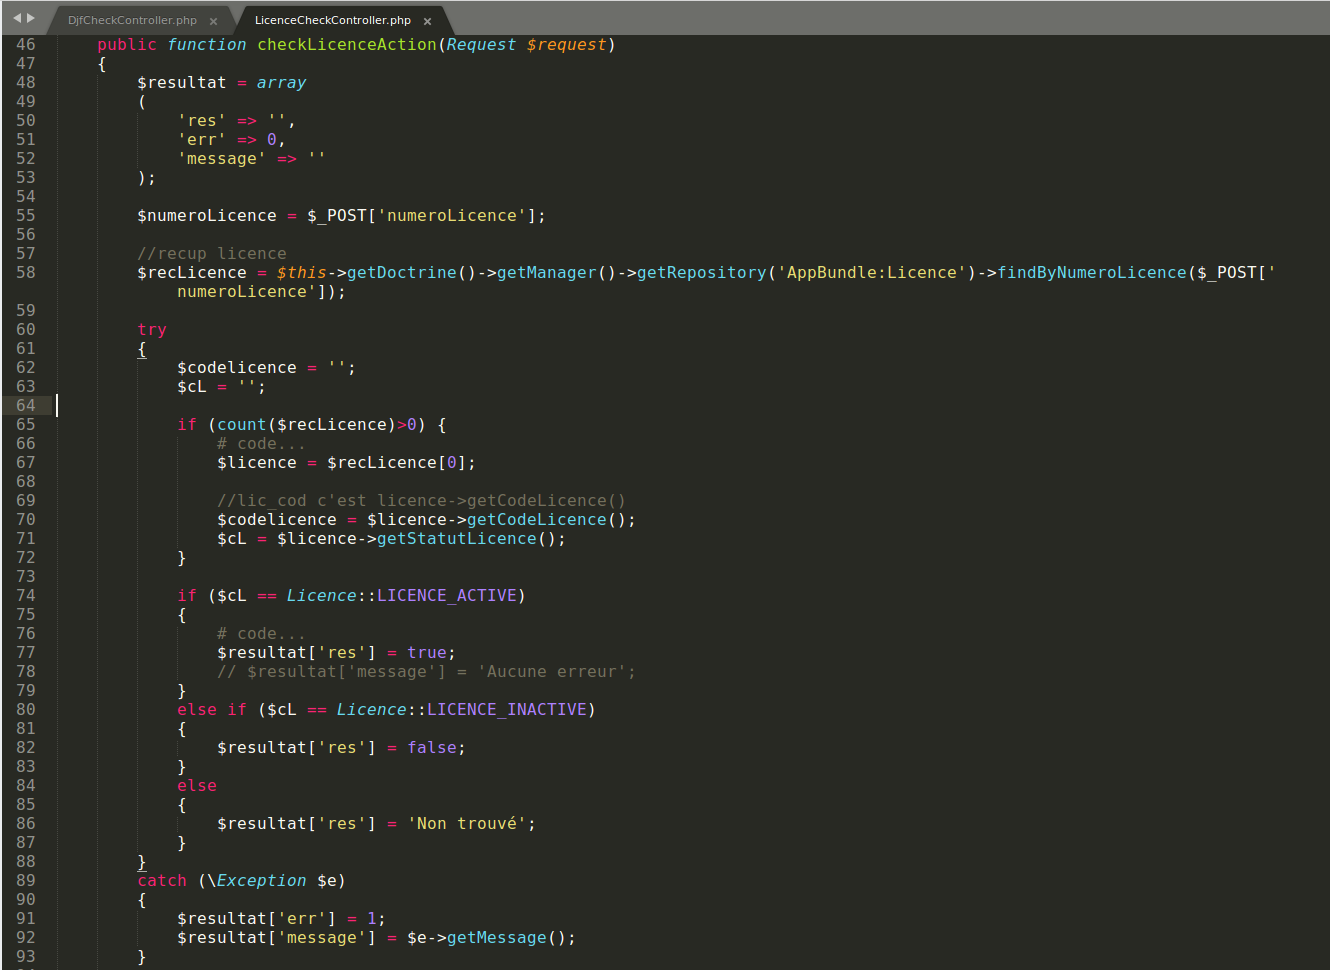 DjfCheckController.php ×
LicenceCheckController.php ×
46 public function checkLicenceAction(Request $request)
47 {
48 $resultat = array
49 (
50 'res' => '',
51 'err' => 0,
52 'message' => ''
53 );
54
55 $numeroLicence = $_POST['numeroLicence'];
56
57 //recup licence
58 $recLicence = $this->getDoctrine()->getManager()->getRepository('AppBundle:Licence')->findByNumeroLicence($_POST['
numeroLicence']);
59
60 try
61 {
62 $codelicence = '';
63 $cL = '';
64
65 if (count($recLicence)>0) {
66 # code...
67 $licence = $recLicence[0];
68
69 //lic_cod c'est licence->getCodeLicence()
70 $codelicence = $licence->getCodeLicence();
71 $cL = $licence->getStatutLicence();
72 }
73
74 if ($cL == Licence::LICENCE_ACTIVE)
75 {
76 # code...
77 $resultat['res'] = true;
78 // $resultat['message'] = 'Aucune erreur';
79 }
80 else if ($cL == Licence::LICENCE_INACTIVE)
81 {
82 $resultat['res'] = false;
83 }
84 else
85 {
86 $resultat['res'] = 'Non trouvé';
87 }
88 }
89 catch (\Exception $e)
90 {
91 $resultat['err'] = 1;
92 $resultat['message'] = $e->getMessage();
93 }